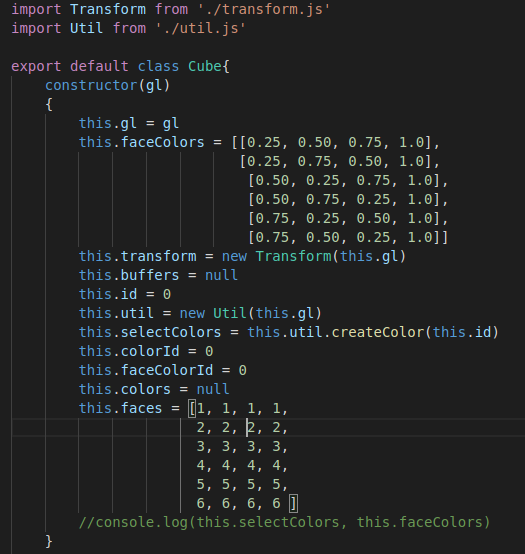 import Transform from './transform.js'
import Util from './util.js'

export default class Cube{
    constructor(gl)
    {
        this.gl = gl
        this.faceColors = [[0.25, 0.50, 0.75, 1.0],
                           [0.25, 0.75, 0.50, 1.0],
                            [0.50, 0.25, 0.75, 1.0],
                            [0.50, 0.75, 0.25, 1.0],
                            [0.75, 0.25, 0.50, 1.0],
                            [0.75, 0.50, 0.25, 1.0]]
        this.transform = new Transform(this.gl)
        this.buffers = null
        this.id = 0
        this.util = new Util(this.gl)
        this.selectColors = this.util.createColor(this.id)
        this.colorId = 0
        this.faceColorId = 0
        this.colors = null
        this.faces = [1, 1, 1, 1,
                      2, 2, 2, 2,
                      3, 3, 3, 3,
                      4, 4, 4, 4,
                      5, 5, 5, 5,
                      6, 6, 6, 6 ]
        //console.log(this.selectColors, this.faceColors)
    }